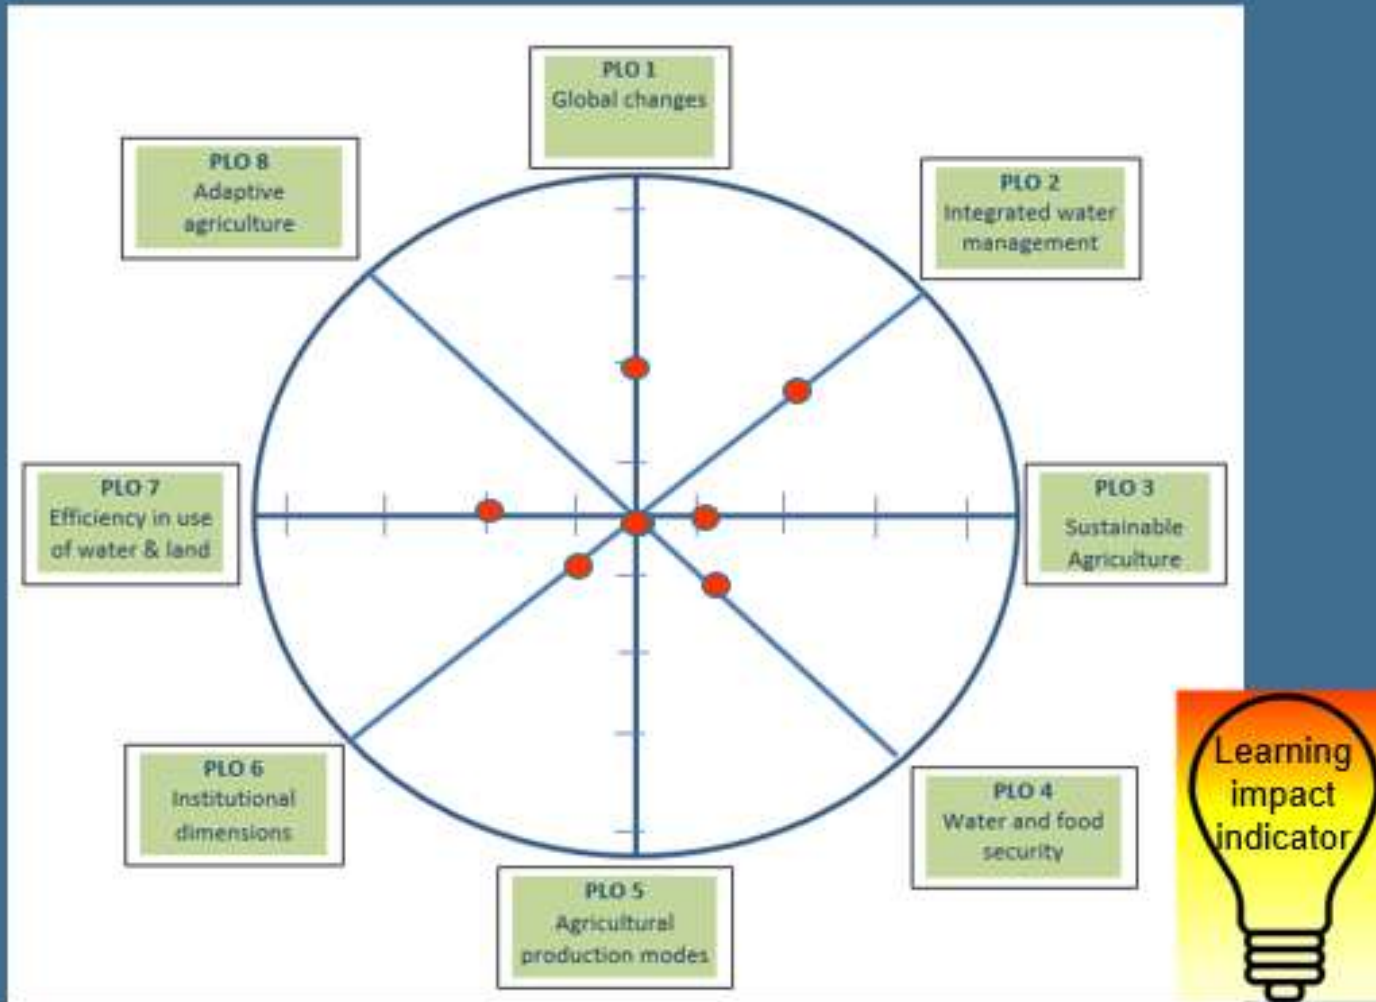 PLO 1
Global changes
PLO 8
Adaptive
agriculture
PLO 2
Integrated water
management
PLO 7
Efficiency in use
of water & land
PLO 3
Sustainable
Agriculture
PLO 6
Institutional
dimensions
PLO 4
Water and food
security
PLO 5
Agricultural
production modes
Learning
impact
indicator